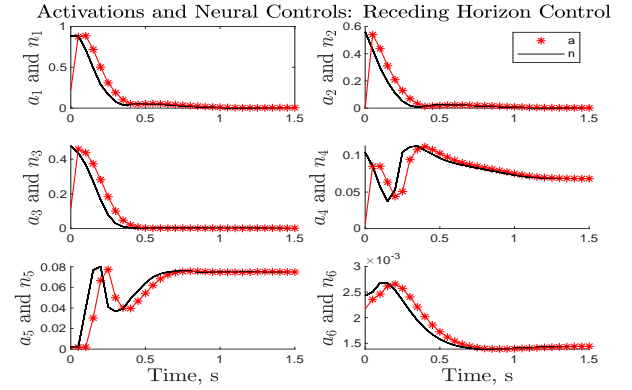 Activations and Neural Controls: Receding Horizon Control
a
n
1
0.5
0
0 0.5 1 1.5
a1 and n1
0.6
0.4
0.2
0
0 0.5 1 1.5
a2 and n2
0.4
0.2
0
0 0.5 1 1.5
a3 and n3
0.1
0.05
0
0 0.5 1 1.5
a4 and n4
0.08
0.06
0.04
0.02
0
0 0.5 1 1.5
a5 and n5
Time, s
×10⁻³
2.5
2
1.5
0 0.5 1 1.5
a6 and n6
Time, s